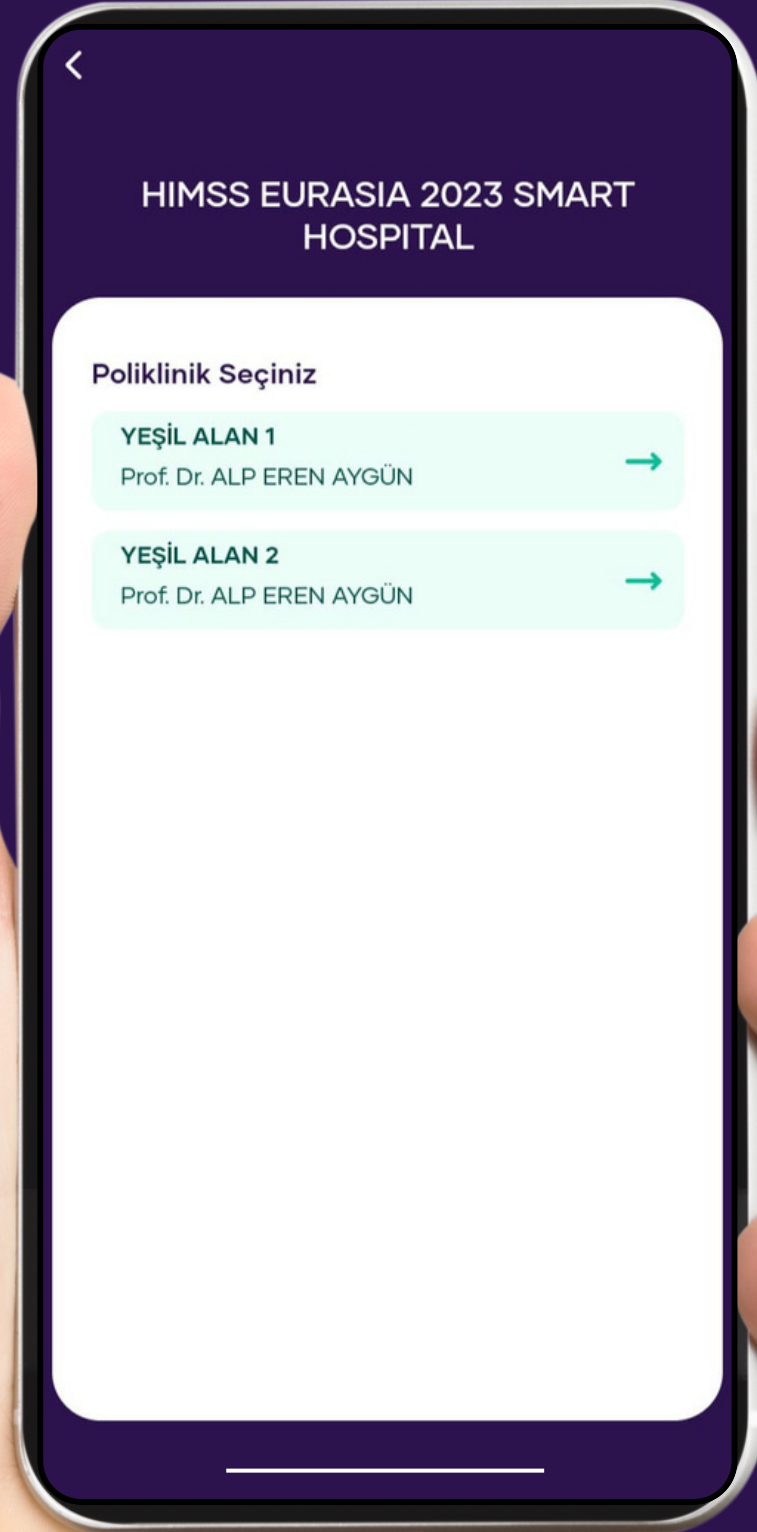 HIMSS EURASIA 2023 SMART
HOSPITAL
Poliklinik Seçiniz
YEŞİL ALAN 1
Prof. Dr. ALP EREN AYGÜN
YEŞİL ALAN 2
Prof. Dr. ALP EREN AYGÜN